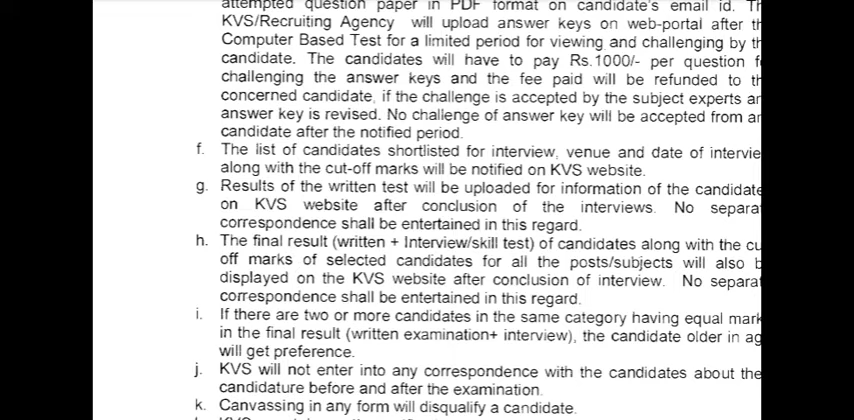 attempted question paper in PDF format on candidate's email id.
KVS/Recruiting Agency will upload answer keys on web-portal after
Computer Based Test for a limited period for viewing and challenging by
candidate. The candidates will have to pay Rs.1000/- per question
challenging the answer keys and the fee paid will be refunded to
concerned candidate, if the challenge is accepted by the subject experts
answer key is revised. No challenge of answer key will be accepted from
candidate after the notified period.
f. The list of candidates shortlisted for interview, venue and date of
along with the cut-off marks will be notified on KVS website.
g. Results of the written test will be uploaded for information of the
on KVS website after conclusion of the interviews. No
correspondence shall be entertained in this regard.
h. The final result (written + Interview/skill test) of candidates along with the
off marks of selected candidates for all the posts/subjects will also
displayed on the KVS website after conclusion of interview. No
correspondence shall be entertained in this regard.
i. If there are two or more candidates in the same category having equal
in the final result (written examination+ interview), the candidate older in
will get preference.
j. KVS will not enter into any correspondence with the candidates about the
candidature before and after the examination.
k. Canvassing in any form will disqualify a candidate.